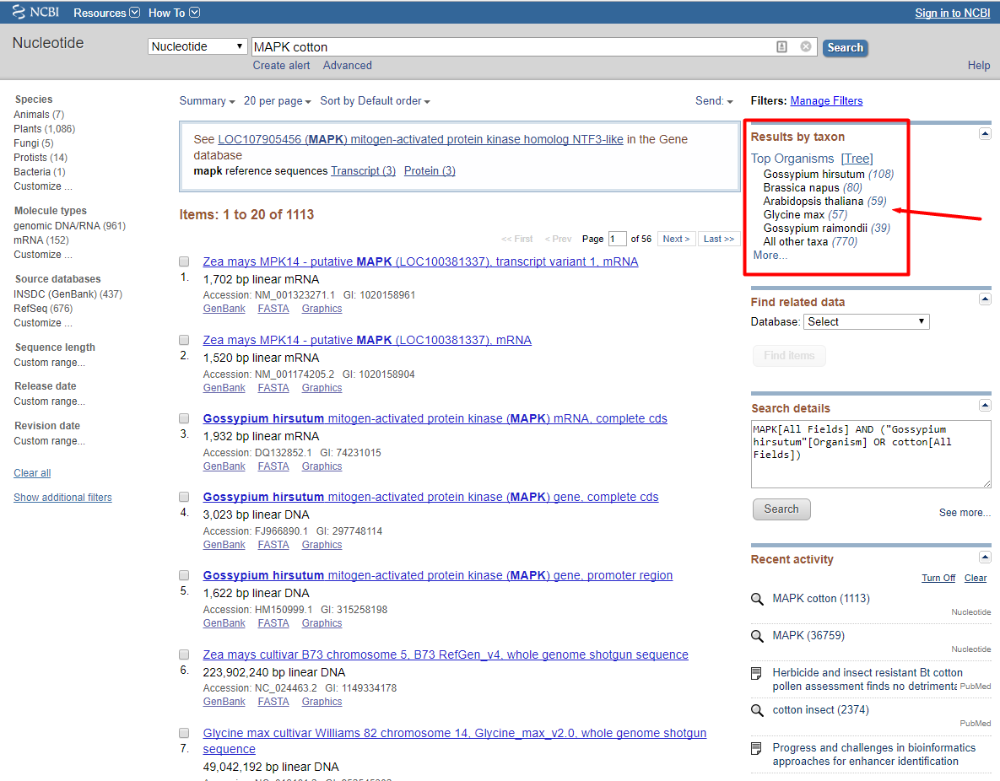 NCBI Resources How To Sign in to NCBI
Nucleotide
Nucleotide MAPK cotton Search
Create alert Advanced Help
Species
Animals (7)
Plants (1,086)
Fungi (5)
Protists (14)
Bacteria (1)
Customize ...
Molecule types
genomic DNA/RNA (961)
mRNA (152)
Customize ...
Source databases
INSDC (GenBank) (437)
RefSeq (676)
Customize ...
Sequence length
Custom range...
Release date
Custom range...
Revision date
Custom range...
Clear all
Show additional filters
Summary 20 per page Sort by Default order Send:
See LOC107905456 (MAPK) mitogen-activated protein kinase homolog NTF3-like in the Gene
database
mapk reference sequences Transcript (3) Protein (3)
Items: 1 to 20 of 1113
<< First < Prev Page 1 of 56 Next > Last >>
Zea mays MPK14 - putative MAPK (LOC100381337), transcript variant 1, mRNA
1. 1,702 bp linear mRNA
Accession: NM_001323271.1 GI: 1020158961
GenBank FASTA Graphics
Zea mays MPK14 - putative MAPK (LOC100381337), mRNA
2. 1,520 bp linear mRNA
Accession: NM_001174205.2 GI: 1020158904
GenBank FASTA Graphics
Gossypium hirsutum mitogen-activated protein kinase (MAPK) mRNA, complete cds
3. 1,932 bp linear mRNA
Accession: DQ132852.1 GI: 74231015
GenBank FASTA Graphics
Gossypium hirsutum mitogen-activated protein kinase (MAPK) gene, complete cds
4. 3,023 bp linear DNA
Accession: FJ966890.1 GI: 297748114
GenBank FASTA Graphics
Gossypium hirsutum mitogen-activated protein kinase (MAPK) gene, promoter region
5. 1,622 bp linear DNA
Accession: HM150999.1 GI: 315258198
GenBank FASTA Graphics
Zea mays cultivar B73 chromosome 5, B73 RefGen_v4, whole genome shotgun sequence
6. 223,902,240 bp linear DNA
Accession: NC_024463.2 GI: 1149334178
GenBank FASTA Graphics
Glycine max cultivar Williams 82 chromosome 14, Glycine_max_v2.0, whole genome shotgun
7. sequence
49,042,192 bp linear DNA
Filters: Manage Filters
Results by taxon
Top Organisms [Tree]
Gossypium hirsutum (108)
Brassica napus (80)
Arabidopsis thaliana (59)
Glycine max (57)
Gossypium raimondii (39)
All other taxa (770)
More...
Find related data
Database: Select
Find items
Search details
MAPK[All Fields] AND ("Gossypium
hirsutum"[Organism] OR cotton[All
Fields])
Search See more...
Recent activity
Turn Off Clear
MAPK cotton (1113)
Nucleotide
MAPK (36759)
Nucleotide
Herbicide and insect resistant Bt cotton
pollen assessment finds no detrimenta PubMed
cotton insect (2374)
PubMed
Progress and challenges in bioinformatics
approaches for enhancer identification